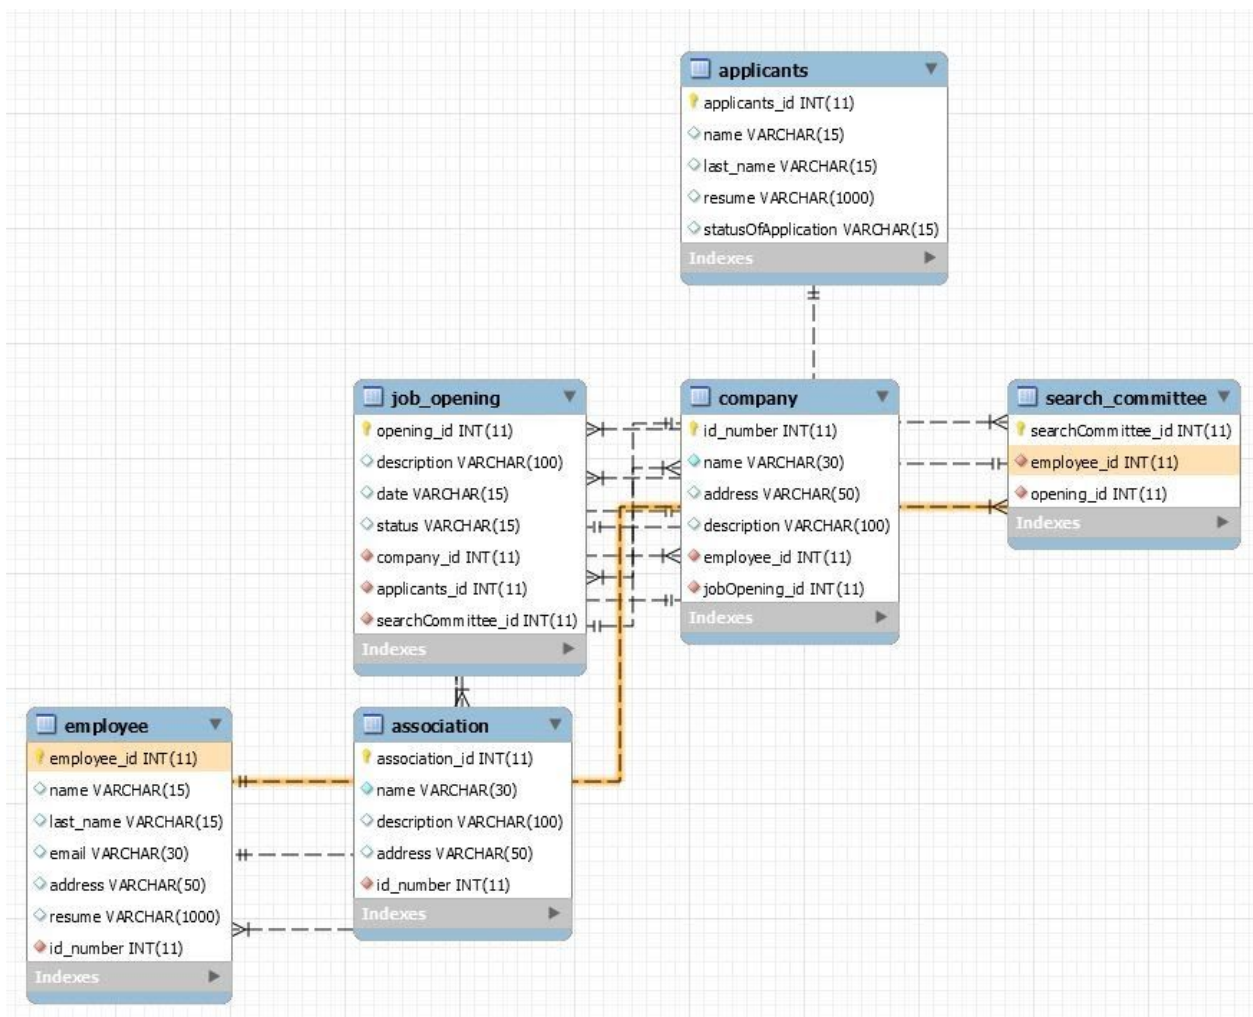 applicants
applicants_id INT(11)
name VARCHAR(15)
last_name VARCHAR(15)
resume VARCHAR(1000)
statusOfApplication VARCHAR(15)
Indexes
job_opening
opening_id INT(11)
description VARCHAR(100)
date VARCHAR(15)
status VARCHAR(15)
company_id INT(11)
applicants_id INT(11)
searchCommittee_id INT(11)
Indexes
company
id_number INT(11)
name VARCHAR(30)
address VARCHAR(50)
description VARCHAR(100)
employee_id INT(11)
jobOpening_id INT(11)
Indexes
search_committee
searchCommittee_id INT(11)
employee_id INT(11)
opening_id INT(11)
Indexes
employee
employee_id INT(11)
name VARCHAR(15)
last_name VARCHAR(15)
email VARCHAR(30)
address VARCHAR(50)
resume VARCHAR(1000)
id_number INT(11)
Indexes
association
association_id INT(11)
name VARCHAR(30)
description VARCHAR(100)
address VARCHAR(50)
id_number INT(11)
Indexes